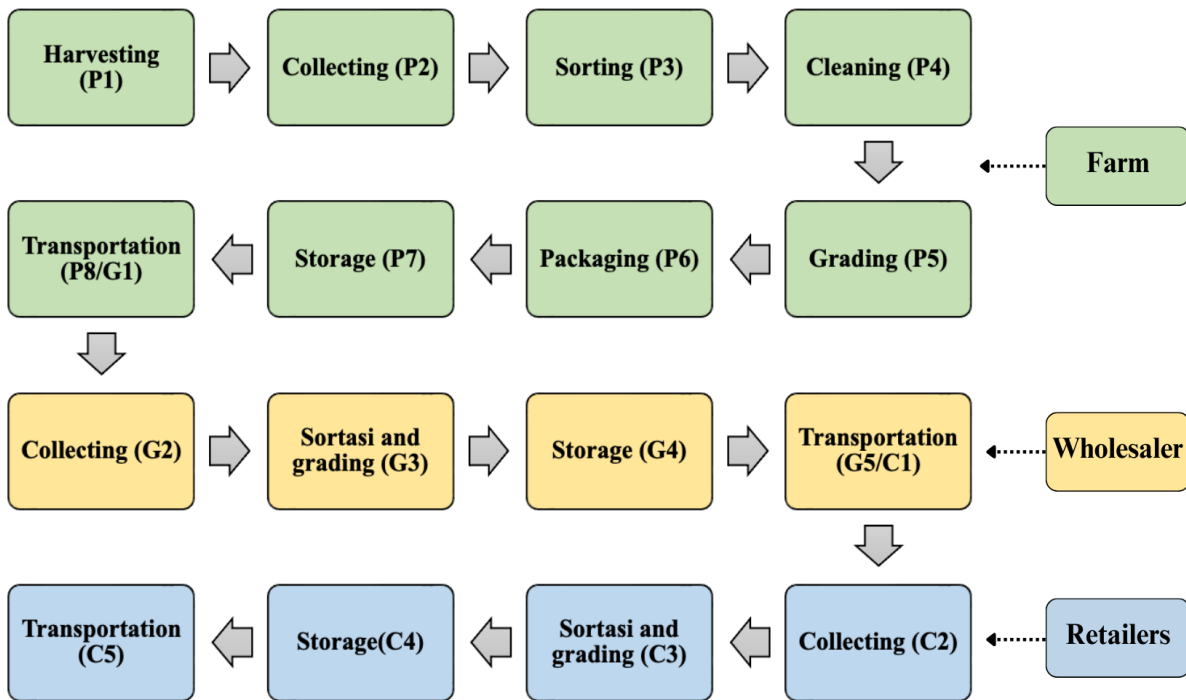 Harvesting
(P1)
Collecting (P2)
Sorting (P3)
Cleaning (P4)
Farm
Grading (P5)
Packaging (P6)
Storage (P7)
Transportation
(P8/G1)
Collecting (G2)
Sortasi and
grading (G3)
Storage (G4)
Transportation
(G5/C1)
Wholesaler
Collecting (C2)
Sortasi and
grading (C3)
Storage(C4)
Transportation
(C5)
Retailers